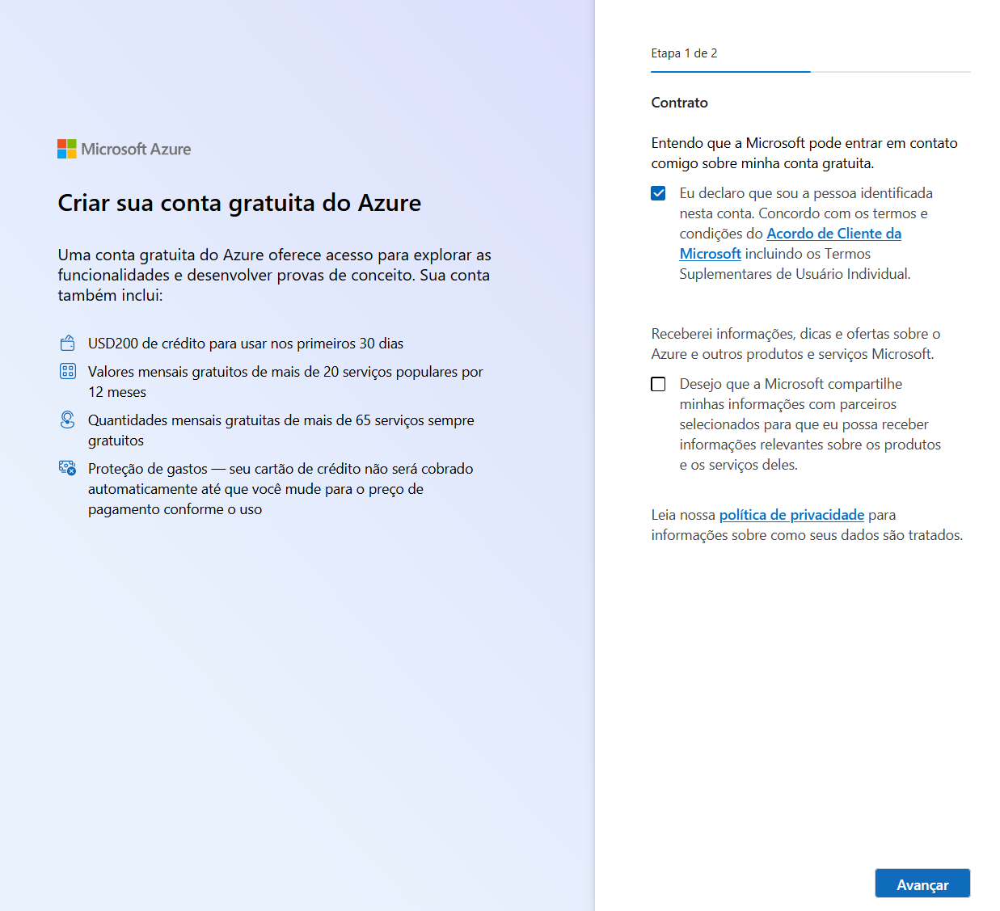 Microsoft Azure
Criar sua conta gratuita do Azure
Uma conta gratuita do Azure oferece acesso para explorar as
funcionalidades e desenvolver provas de conceito. Sua conta
também inclui:
USD200 de crédito para usar nos primeiros 30 dias
Valores mensais gratuitos de mais de 20 serviços populares por
12 meses
Quantidades mensais gratuitas de mais de 65 serviços sempre
gratuitos
Proteção de gastos — seu cartão de crédito não será cobrado
automaticamente até que você mude para o preço de
pagamento conforme o uso
Etapa 1 de 2
Contrato
Entendo que a Microsoft pode entrar em contato
comigo sobre minha conta gratuita.
Eu declaro que sou a pessoa identificada
nesta conta. Concordo com os termos e
condições do Acordo de Cliente da
Microsoft incluindo os Termos
Suplementares de Usuário Individual.
Receberei informações, dicas e ofertas sobre o
Azure e outros produtos e serviços Microsoft.
Desejo que a Microsoft compartilhe
minhas informações com parceiros
selecionados para que eu possa receber
informações relevantes sobre os produtos
e os serviços deles.
Leia nossa política de privacidade para
informações sobre como seus dados são tratados.
Avançar